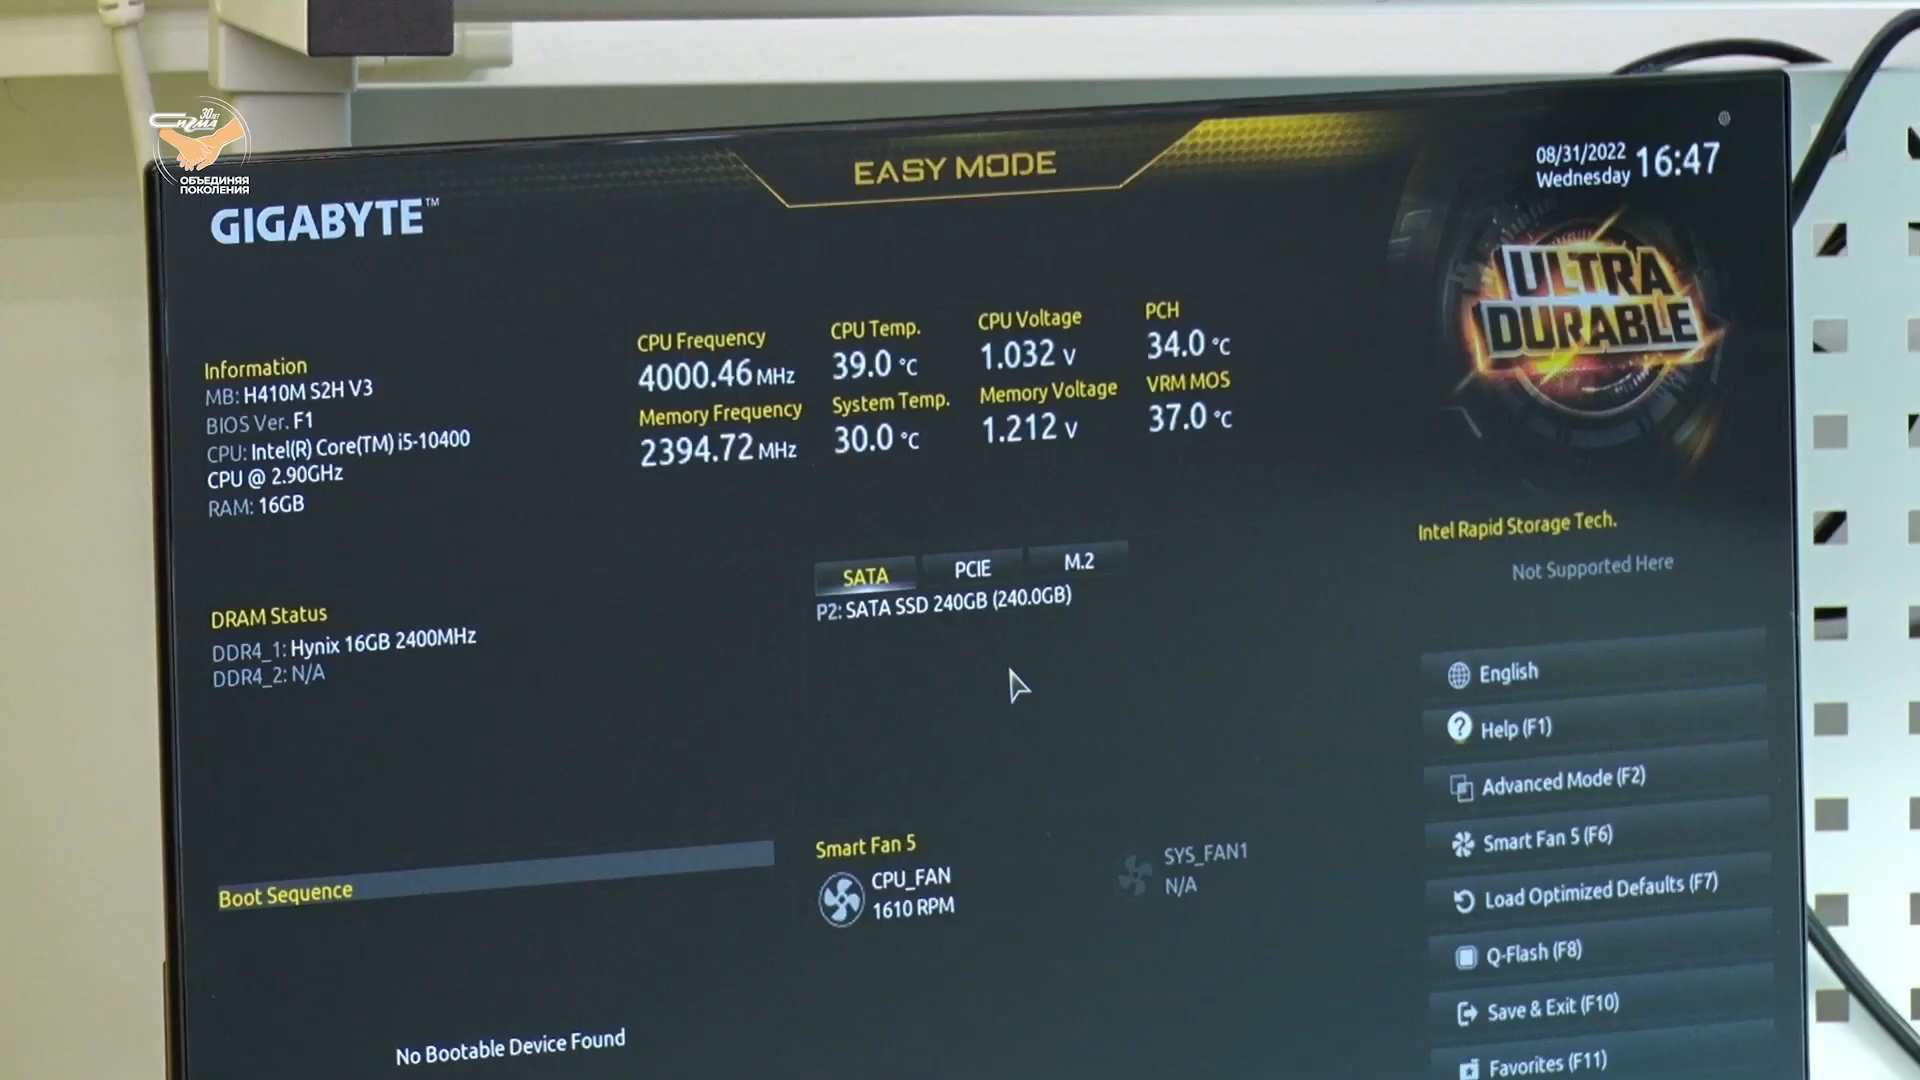 30 ЛЕТ
СИГМА
ОБЪЕДИНЯЯ
ПОКОЛЕНИЯ
GIGABYTE™
EASY MODE
08/31/2022
Wednesday
16:47
ULTRA
DURABLE
Information
MB: H410M S2H V3
BIOS Ver. F1
CPU: Intel(R) Core(TM) i5-10400
CPU @ 2.90GHz
RAM: 16GB
CPU Frequency
4000.46 MHz
Memory Frequency
2394.72 MHz
CPU Temp.
39.0 °C
System Temp.
30.0 °C
CPU Voltage
1.032 V
Memory Voltage
1.212 V
PCH
34.0 °C
VRM MOS
37.0 °C
DRAM Status
DDR4_1: Hynix 16GB 2400MHz
DDR4_2: N/A
SATA PCIE M.2
P2: SATA SSD 240GB (240.0GB)
Intel Rapid Storage Tech.
Not Supported Here
Boot Sequence
No Bootable Device Found
Smart Fan 5
CPU_FAN
1610 RPM
SYS_FAN1
N/A
English
Help (F1)
Advanced Mode (F2)
Smart Fan 5 (F6)
Load Optimized Defaults (F7)
Q-Flash (F8)
Save & Exit (F10)
Favorites (F11)